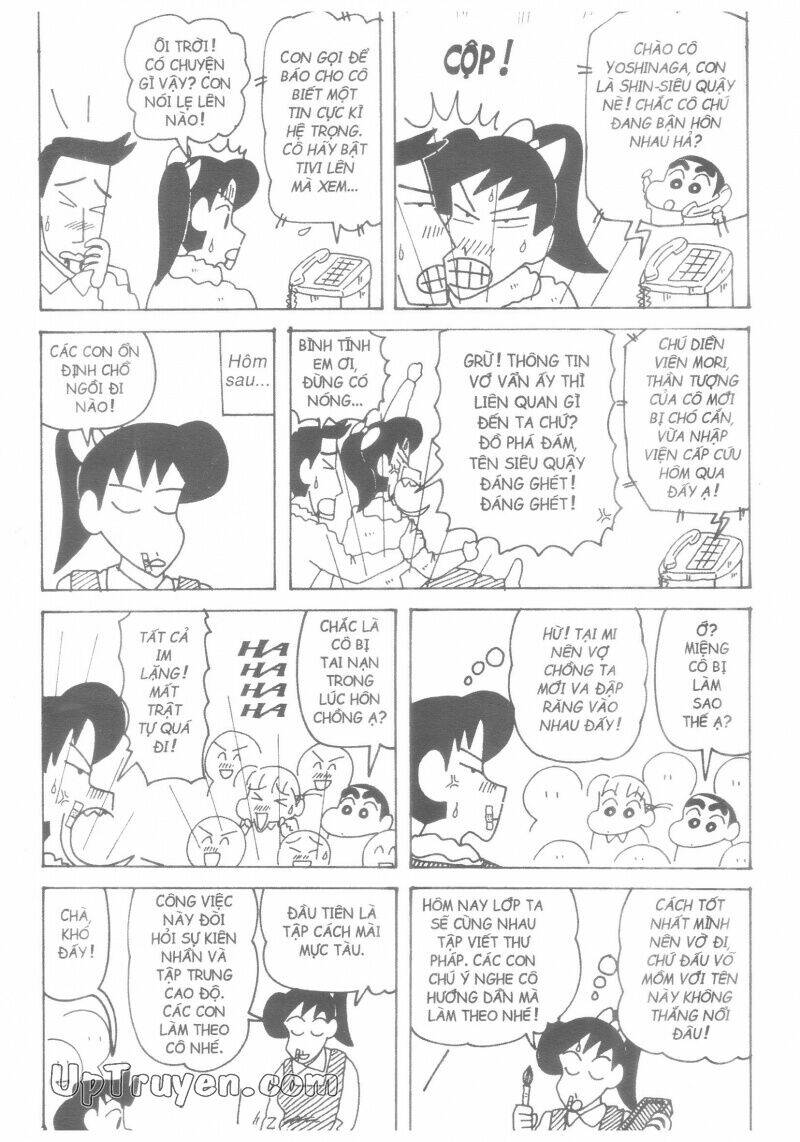 CHÀO CÔ
YOSHINAGA, CON
LÀ SHIN-SIÊU QUẬY
NÈ! CHẮC CÔ CHÚ
ĐANG BẬN HÔN
NHAU HẢ?
CỘP!
CON GỌI ĐỂ
BÁO CHO CÔ
BIẾT MỘT
TIN CỰC KÌ
HỆ TRỌNG.
CÔ HÃY BẬT
TIVI LÊN
MÀ XEM...
ÔI TRỜI!
CÓ CHUYỆN
GÌ VẬY? CON
NÓI LẸ LÊN
NÀO!
CHÚ DIỄN
VIÊN MORI,
THẦN TƯỢNG
CỦA CÔ MỚI
BỊ CHÓ CẮN,
VỪA NHẬP
VIỆN CẤP CỨU
HÔM QUA
ĐẤY Ạ!
GRỪ! THÔNG TIN
VỚ VẨN ẤY THÌ
LIÊN QUAN GÌ
ĐẾN TA CHỨ?
ĐỒ PHÁ ĐÁM,
TÊN SIÊU QUẬY
ĐÁNG GHÉT!
ĐÁNG GHÉT!
BÌNH TĨNH
EM ƠI,
ĐỪNG CÓ
NÓNG...
Hôm
sau...
CÁC CON ỔN
ĐỊNH CHỖ
NGỒI ĐI
NÀO!
Ớ?
MIỆNG
CÔ BỊ
LÀM
SAO
THẾ Ạ?
HỪ! TẠI MI
NÊN VỢ
CHỒNG TA
MỚI VA ĐẬP
RĂNG VÀO
NHAU ĐẤY!
CHẮC LÀ
CÔ BỊ
TAI NẠN
TRONG
LÚC HÔN
CHỒNG Ạ?
HA
HA
HA
HA
TẤT CẢ
IM
LẶNG!
MẤT
TRẬT
TỰ QUÁ
ĐI!
CÁCH TỐT
NHẤT MÌNH
NÊN VỜ ĐI,
CHỨ ĐẤU VÕ
MỒM VỚI TÊN
NÀY KHÔNG
THẮNG NỔI
ĐÂU!
HÔM NAY LỚP TA
SẼ CÙNG NHAU
TẬP VIẾT THƯ
PHÁP. CÁC CON
CHÚ Ý NGHE CÔ
HƯỚNG DẪN MÀ
LÀM THEO NHÉ!
ĐẦU TIÊN LÀ
TẬP CÁCH MÀI
MỰC TÀU.
CÔNG VIỆC
NÀY ĐÒI
HỎI SỰ KIÊN
NHẪN VÀ
TẬP TRUNG
CAO ĐỘ.
CÁC CON
LÀM THEO
CÔ NHÉ.
CHÀ,
KHÓ
ĐẤY!
UpTruyen.com